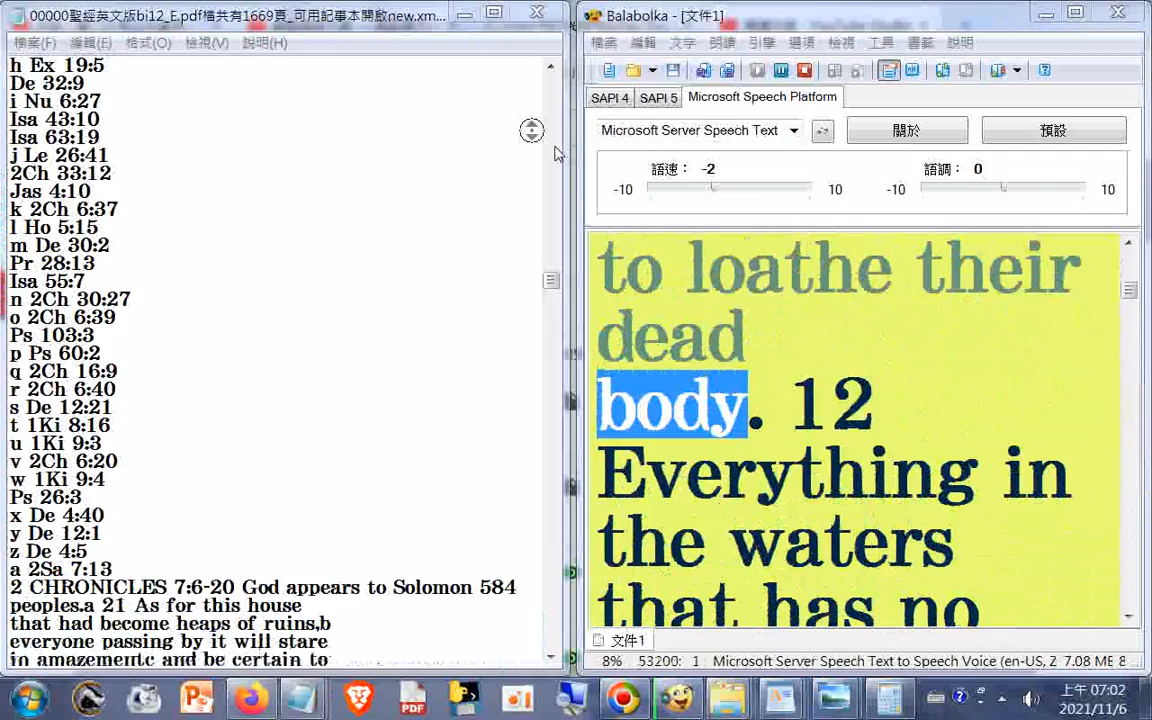 00000聖經英文版bi12_E.pdf檔共有1669頁_可用記事本開啟new.xm...
檔案(F) 編輯(E) 格式(O) 檢視(V) 說明(H)
h Ex 19:5
De 32:9
i Nu 6:27
Isa 43:10
Isa 63:19
j Le 26:41
2Ch 33:12
Jas 4:10
k 2Ch 6:37
l Ho 5:15
m De 30:2
Pr 28:13
Isa 55:7
n 2Ch 30:27
o 2Ch 6:39
Ps 103:3
p Ps 60:2
q 2Ch 16:9
r 2Ch 6:40
s De 12:21
t 1Ki 8:16
u 1Ki 9:3
v 2Ch 6:20
w 1Ki 9:4
Ps 26:3
x De 4:40
y De 12:1
z De 4:5
a 2Sa 7:13
2 CHRONICLES 7:6-20 God appears to Solomon 584
peoples.a 21 As for this house
that had become heaps of ruins,b
everyone passing by it will stare
in amazementc and be certain to
Balabolka - [文件1]
檔案 編輯 文字 朗讀 引擎 選項 檢視 工具 書籤 說明
SAPI 4 SAPI 5 Microsoft Speech Platform
Microsoft Server Speech Text 關於 預設
語速： -2 語調： 0
-10 10 -10 10
to loathe their
dead
body. 12
Everything in
the waters
that has no
文件1
8% 53200: 1 Microsoft Server Speech Text to Speech Voice (en-US, Z 7.08 MB 8
PDF
上午 07:02
2021/11/6